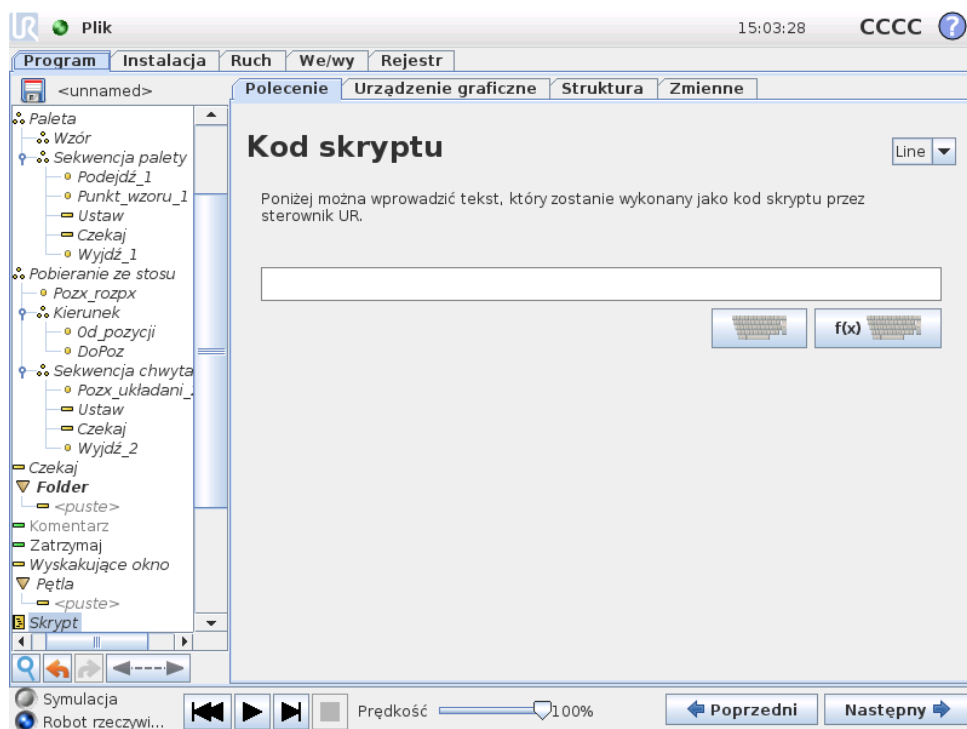 UR Plik 15:03:28 CCCC ?
Program Instalacja Ruch We/wy Rejestr
<unnamed>
Polecenie Urządzenie graficzne Struktura Zmienne
Paleta
Wzór
Sekwencja palety
Podejdź_1
Punkt_wzoru_1
Ustaw
Czekaj
Wyjdź_1
Pobieranie ze stosu
Pozx_rozpx
Kierunek
Od_pozycji
DoPoz
Sekwencja chwyta
Pozx_układani_2
Ustaw
Czekaj
Wyjdź_2
Czekaj
Folder
<puste>
Komentarz
Zatrzymaj
Wyskakujące okno
Pętla
<puste>
Skrypt
Kod skryptu
Line
Poniżej można wprowadzić tekst, który zostanie wykonany jako kod skryptu przez
sterownik UR.
f(x)
Symulacja
Robot rzeczywi...
Prędkość 100%
Poprzedni Następny